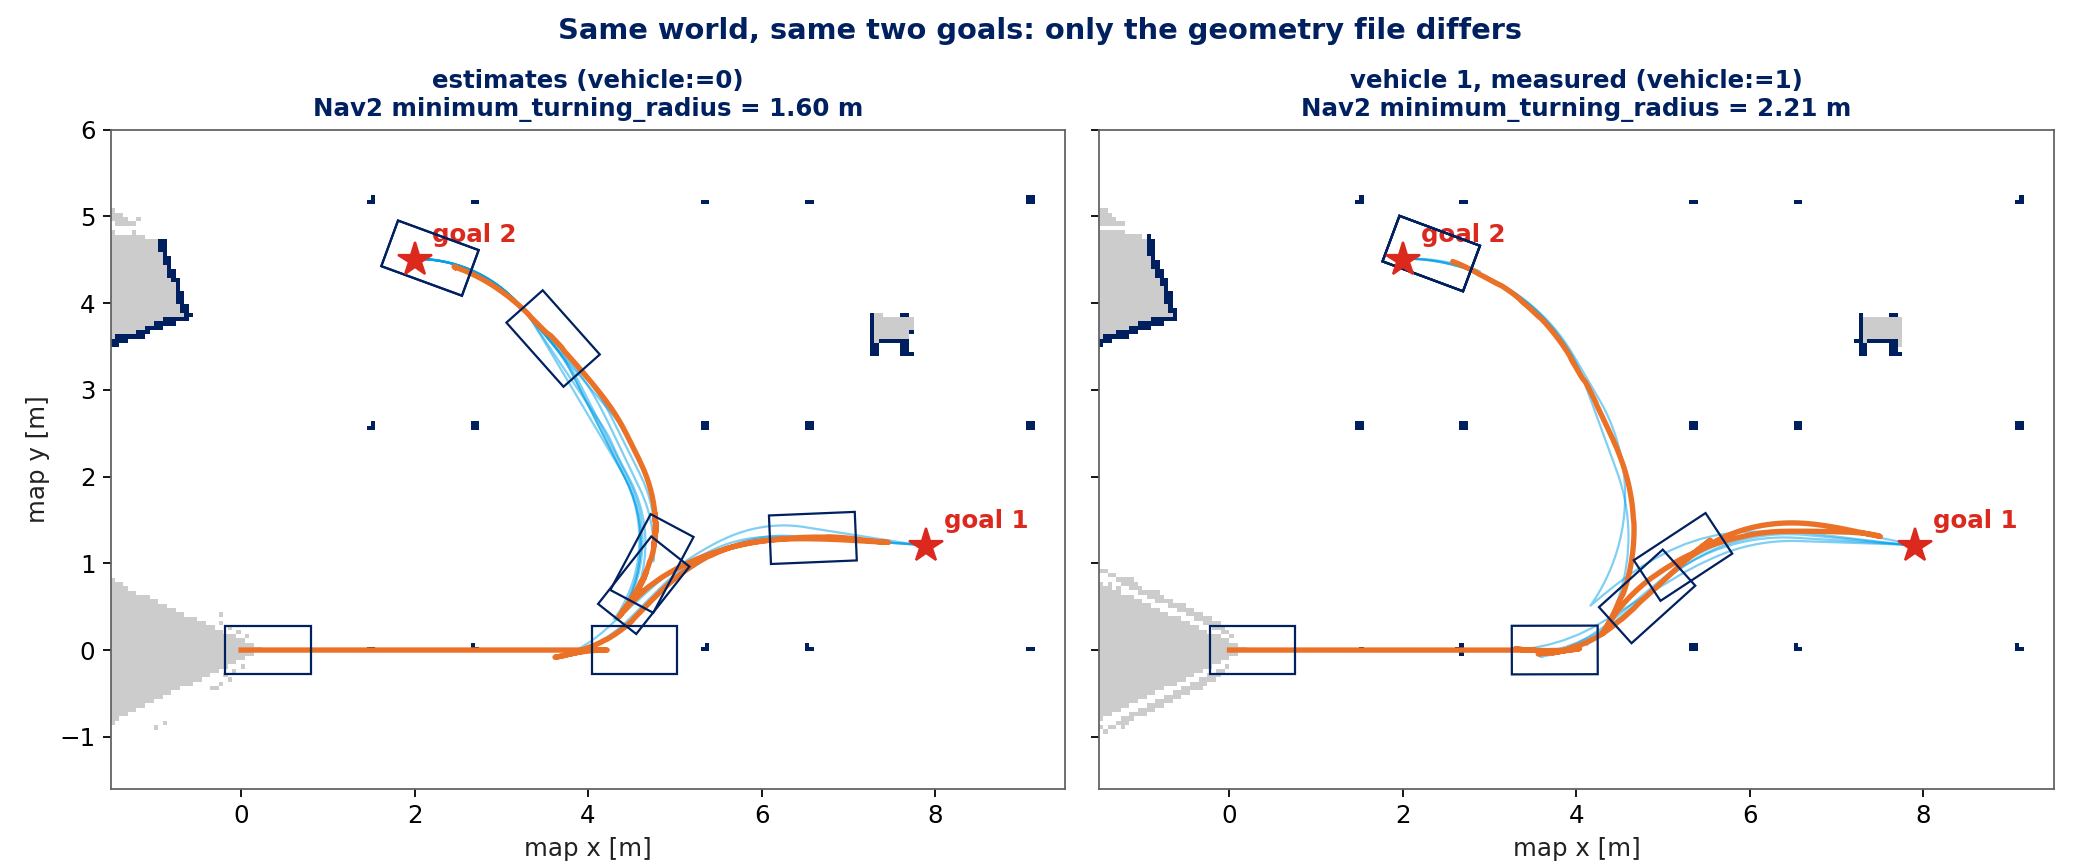 Same world, same two goals: only the geometry file differs
estimates (vehicle:=0)
Nav2 minimum_turning_radius = 1.60 m
vehicle 1, measured (vehicle:=1)
Nav2 minimum_turning_radius = 2.21 m
6
5
4
3
2
1
0
−1
map y [m]
goal 2
goal 1
goal 2
goal 1
0
2
4
6
8
0
2
4
6
8
map x [m]
map x [m]